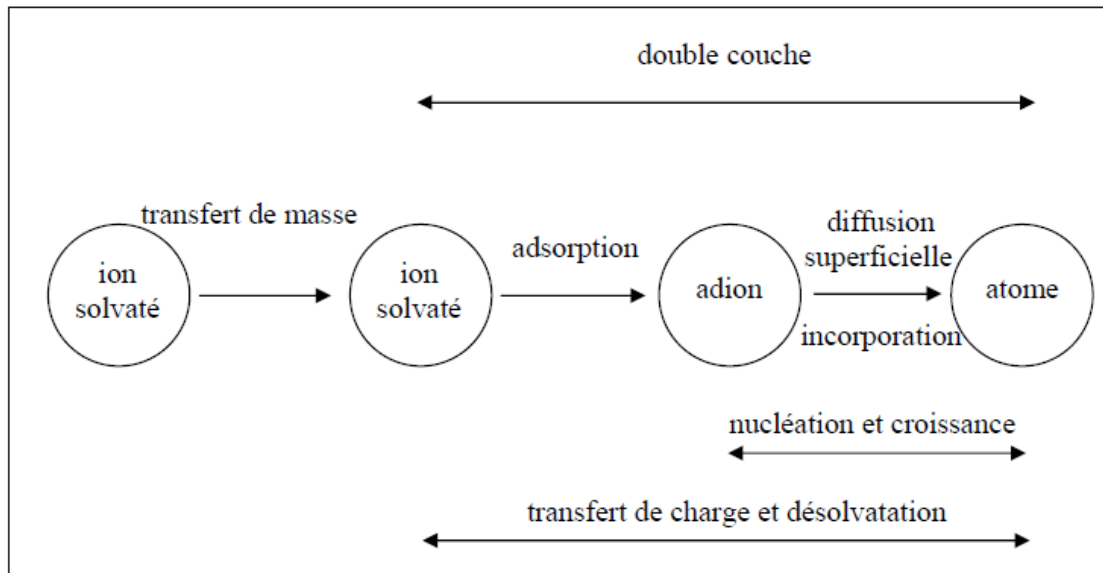 double couche
transfert de masse
ion
solvaté
ion
solvaté
adsorption
adion
diffusion
superficielle
incorporation
atome
nucléation et croissance
transfert de charge et désolvatation